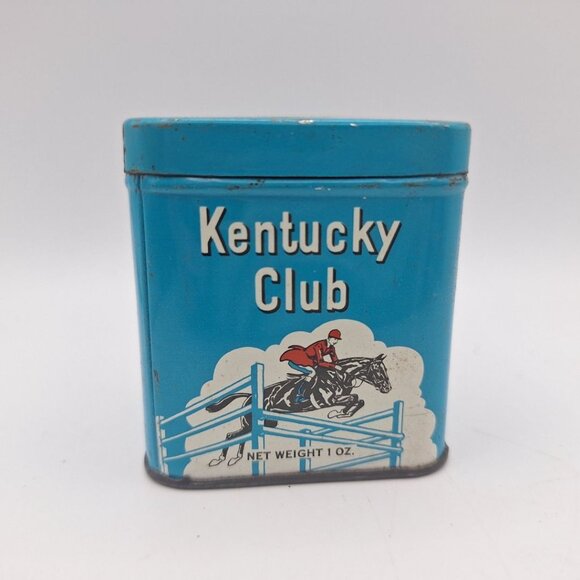 Kentucky
Club
NET WEIGHT 1 OZ.